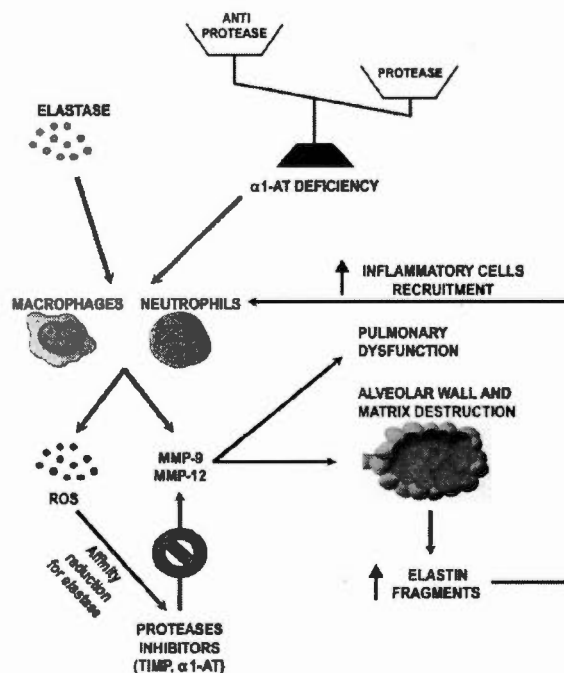 ANTI
PROTEASE
PROTEASE
ELASTASE
α1-AT DEFICIENCY
INFLAMMATORY CELLS
RECRUITMENT
MACROPHAGES
NEUTROPHILS
PULMONARY
DYSFUNCTION
ALVEOLAR WALL AND
MATRIX DESTRUCTION
MMP-9
MMP-12
ROS
Affinity
reduction
for elastase
ELASTIN
FRAGMENTS
PROTEASES
INHIBITORS
(TIMP, α1-AT)